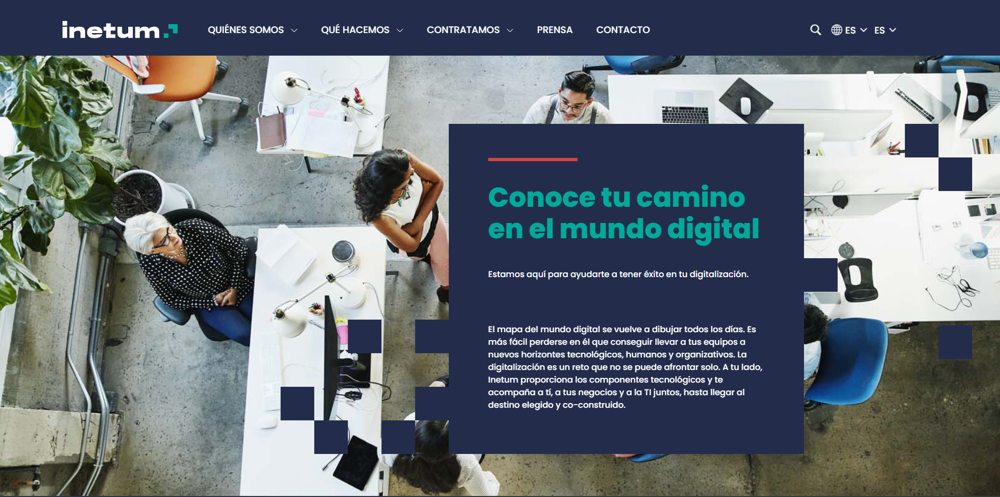 inetum
QUIÉNES SOMOS
QUÉ HACEMOS
CONTRATAMOS
PRENSA
CONTACTO
ES
ES
Conoce tu camino
en el mundo digital
Estamos aquí para ayudarte a tener éxito en tu digitalización.
El mapa del mundo digital se vuelve a dibujar todos los días. Es
más fácil perderse en él que conseguir llevar a tus equipos a
nuevos horizontes tecnológicos, humanos y organizativos. La
digitalización es un reto que no se puede afrontar solo. A tu lado,
Inetum proporciona los componentes tecnológicos y te
acompaña a tí, a tus negocios y a la TI juntos, hasta llegar al
destino elegido y co-construido.